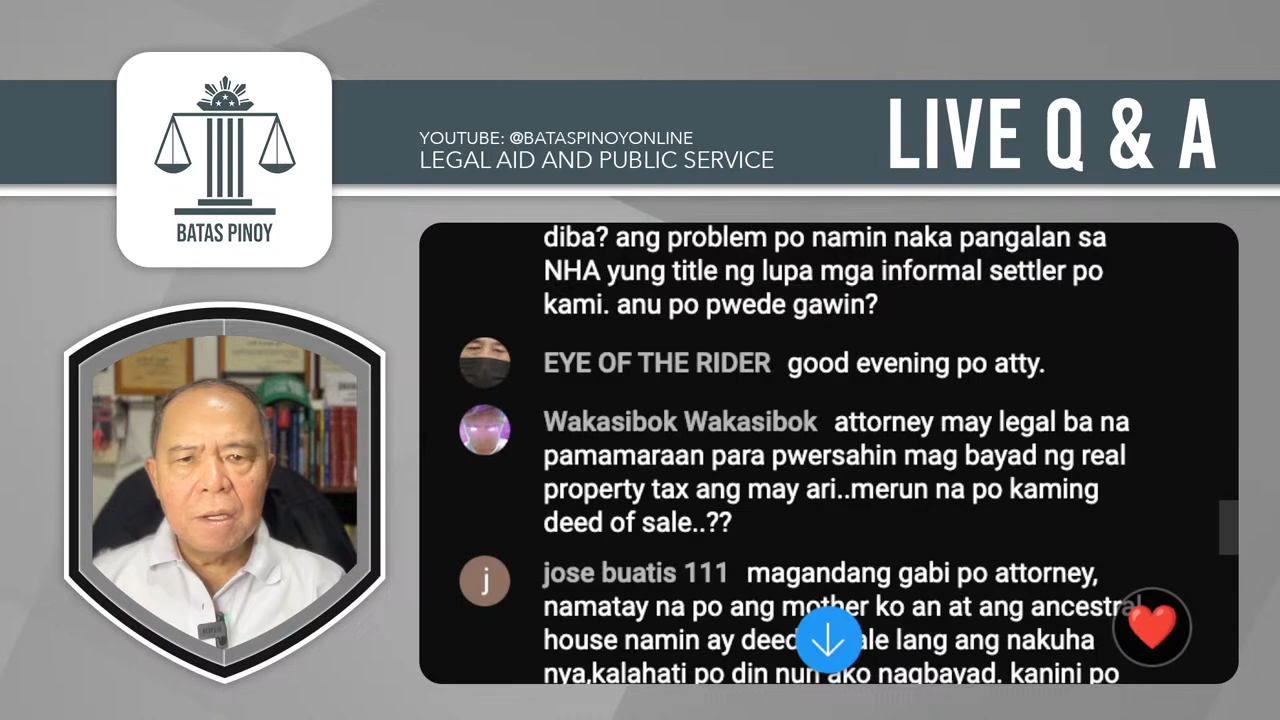 BATAS PINOY
YOUTUBE: @BATASPINOYONLINE
LEGAL AID AND PUBLIC SERVICE
LIVE Q & A
diba? ang problem po namin naka pangalan sa
NHA yung title ng lupa mga informal settler po
kami. anu po pwede gawin?
EYE OF THE RIDER good evening po atty.
Wakasibok Wakasibok attorney may legal ba na
pamamaraan para pwersahin mag bayad ng real
property tax ang may ari..merun na po kaming
deed of sale..??
j
jose buatis 111 magandang gabi po attorney,
namatay na po ang mother ko an at ang ancestral
house namin ay deed ale lang ang nakuha
nya,kalahati po din nun ako nagbayad. kanini po